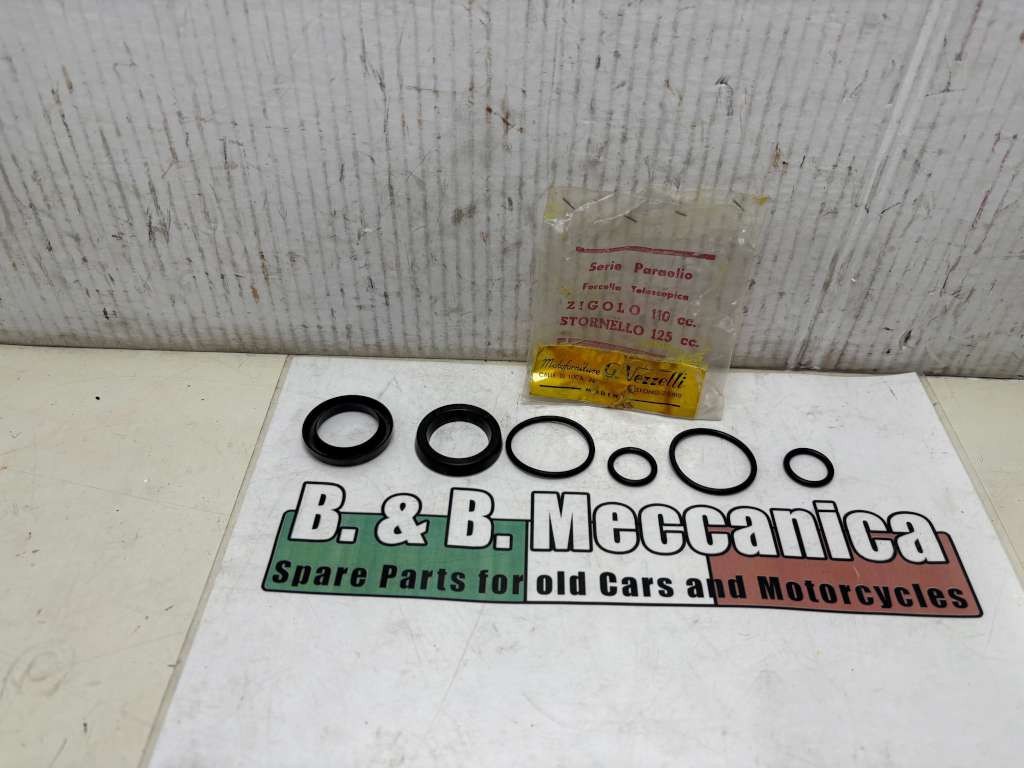 Serie Paraolio
Forcella Telescopica
ZIGOLO 110 cc.
STORNELLO 125 cc.
Motoforniture G. Vezzelli
B. & B. Meccanica
Spare Parts for old Cars and Motorcycles